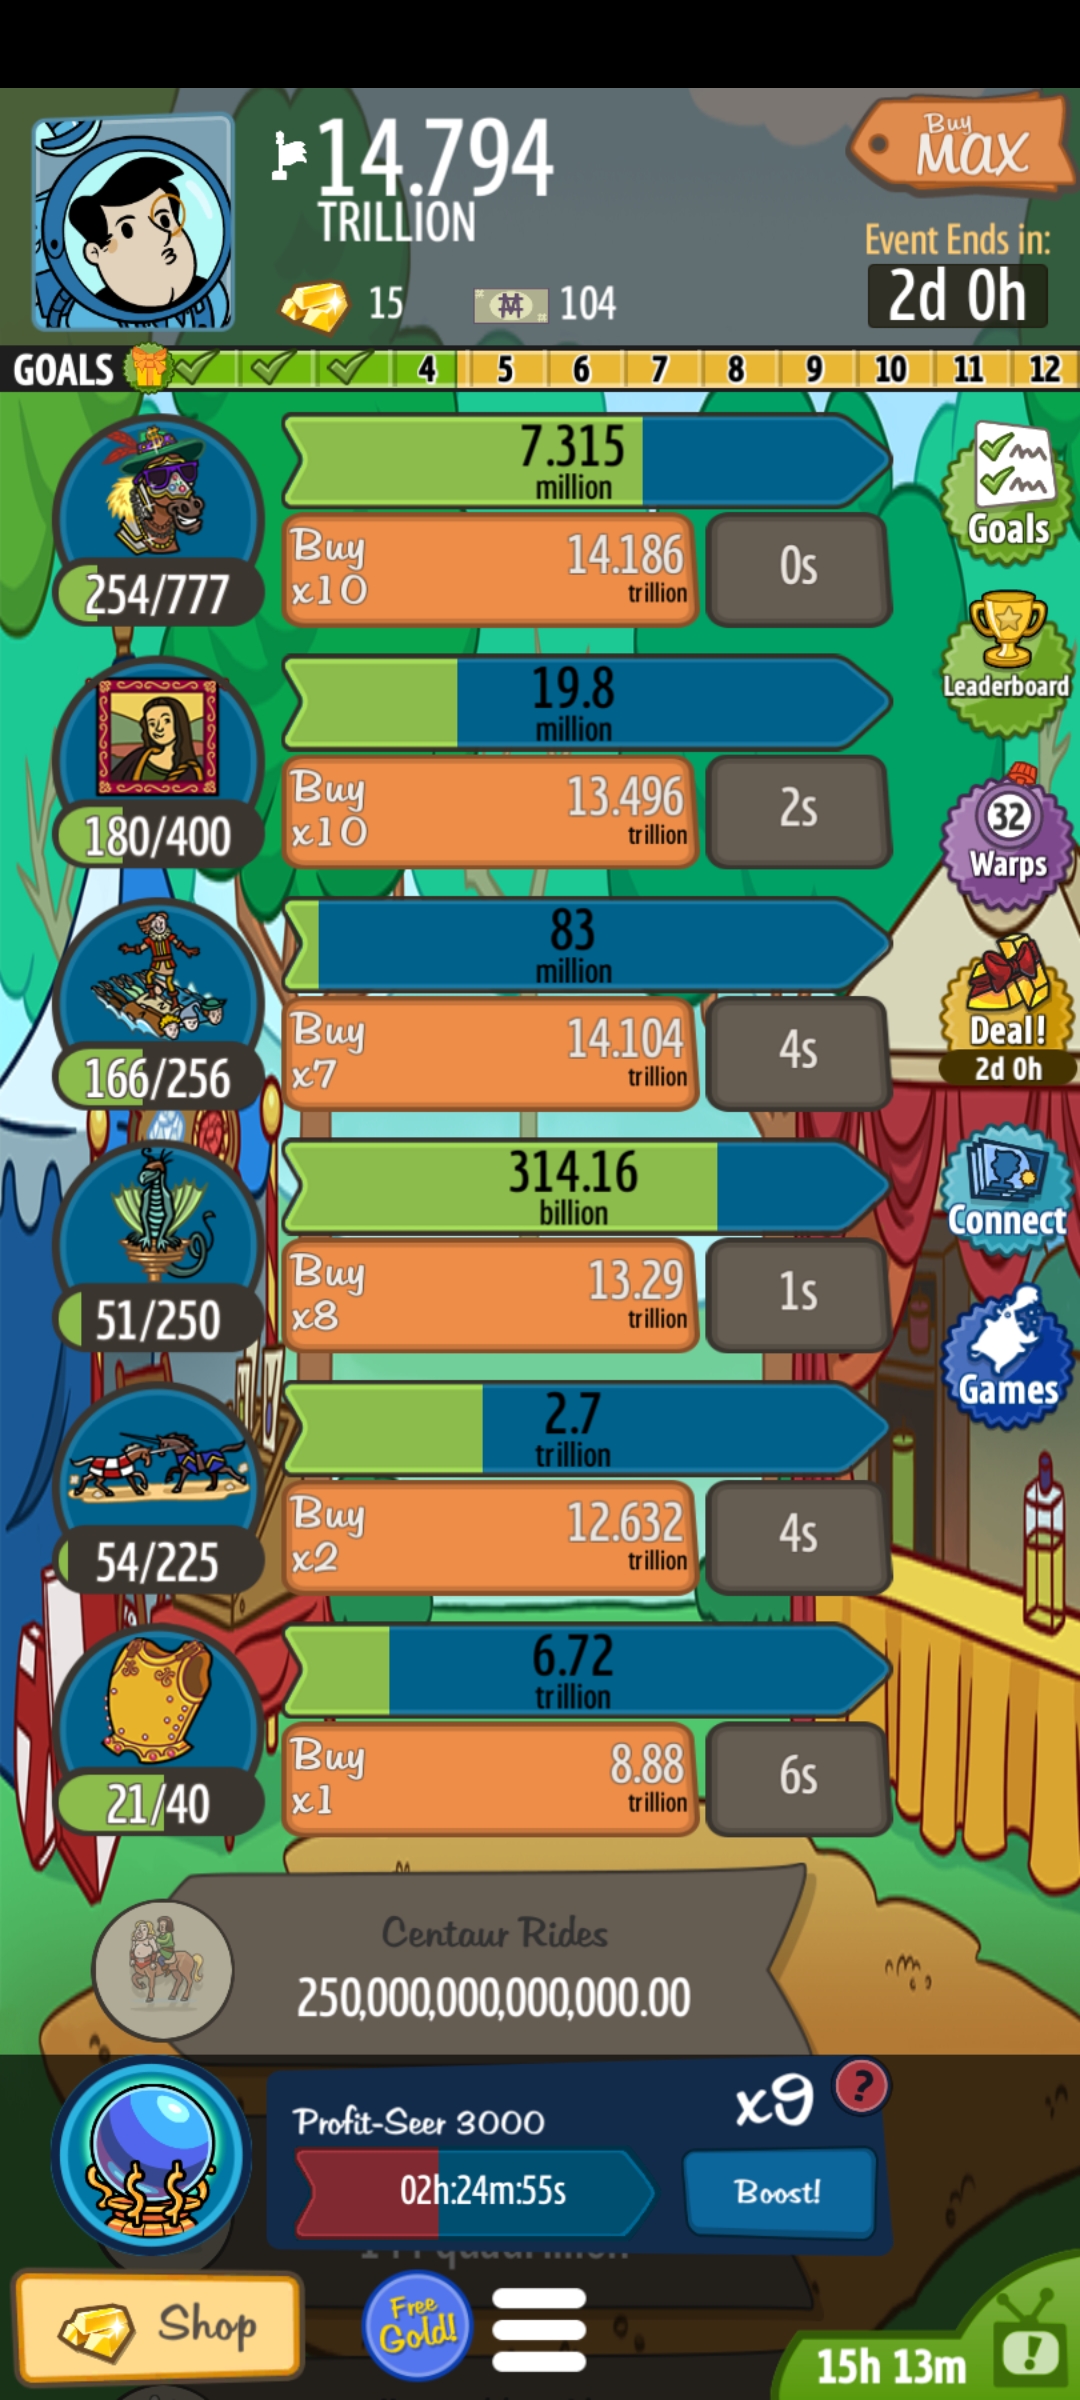 14.794
TRILLION
15
104
Buy
MAX
Event Ends in:
2d 0h
GOALS
4
5
6
7
8
9
10
11
12
7.315
million
Buy
x10
14.186
trillion
0s
254/777
Goals
19.8
million
Buy
x10
13.496
trillion
2s
180/400
Leaderboard
83
million
Buy
x7
14.104
trillion
4s
166/256
32
Warps
Deal!
2d 0h
314.16
billion
Buy
x8
13.29
trillion
1s
51/250
Connect
Games
2.7
trillion
Buy
x2
12.632
trillion
4s
54/225
6.72
trillion
Buy
x1
8.88
trillion
6s
21/40
Centaur Rides
250,000,000,000,000.00
Profit-Seer 3000
x9
?
02h:24m:55s
Boost!
Shop
Free
Gold!
15h 13m